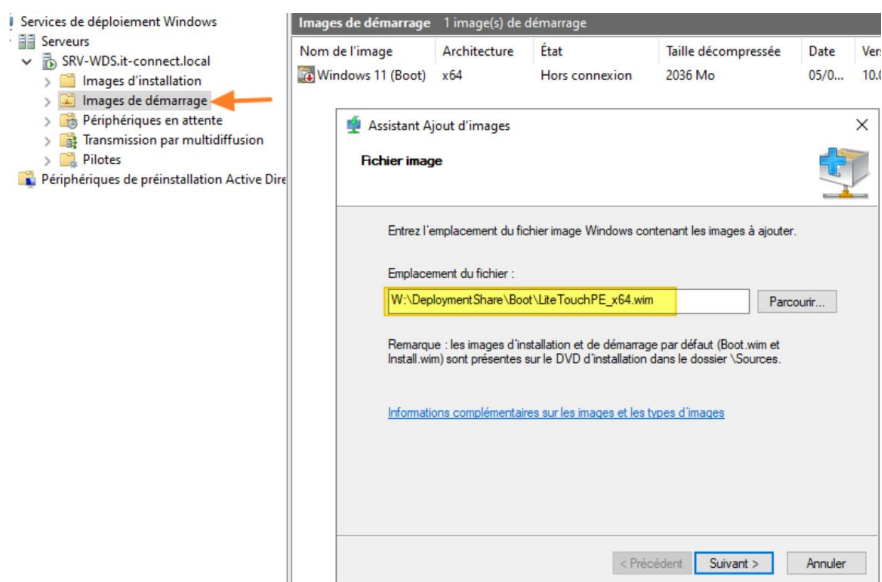 Services de déploiement Windows
Serveurs
SRV-WDS.it-connect.local
Images d'installation
Images de démarrage
Périphériques en attente
Transmission par multidiffusion
Pilotes
Périphériques de préinstallation Active Dire
Images de démarrage 1 image(s) de démarrage
Nom de l'image Architecture État Taille décompressée Date Vers
Windows 11 (Boot) x64 Hors connexion 2036 Mo 05/0... 10.0
Assistant Ajout d'images
Fichier image
Entrez l'emplacement du fichier image Windows contenant les images à ajouter.
Emplacement du fichier :
W:\DeploymentShare\Boot\LiteTouchPE_x64.wim Parcourir...
Remarque : les images d'installation et de démarrage par défaut (Boot.wim et
Install.wim) sont présentes sur le DVD d'installation dans le dossier \Sources.
Informations complémentaires sur les images et les types d'images
< Précédent Suivant > Annuler